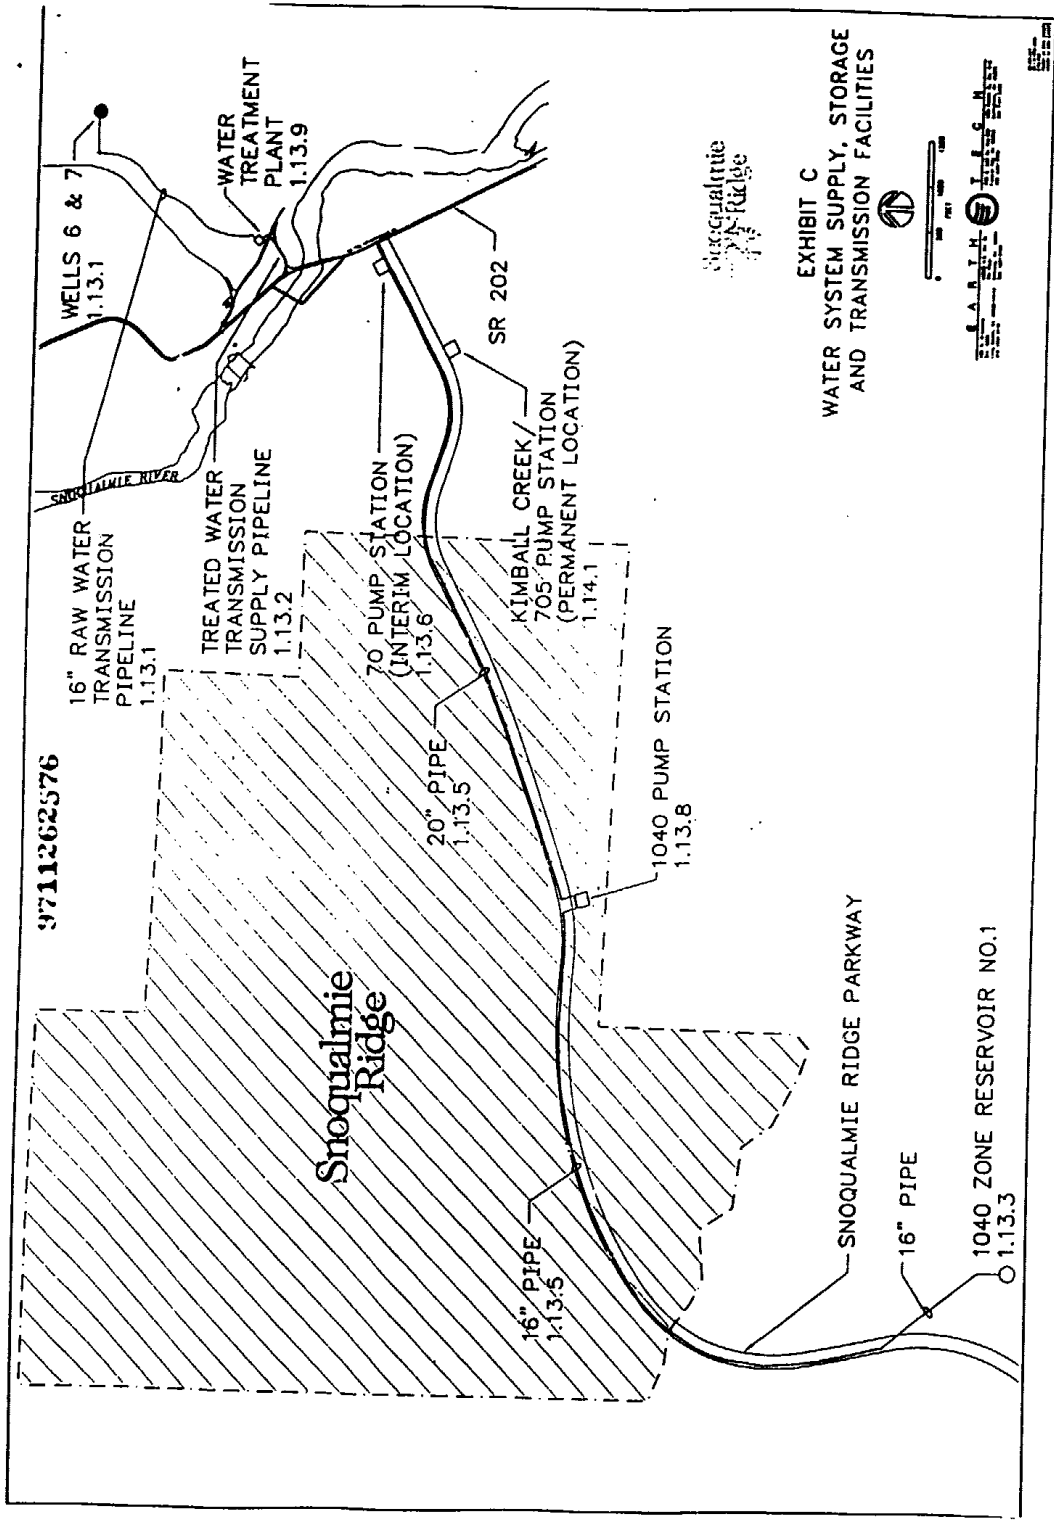 9711262576
WELLS 6 & 7
1.13.1
WATER
TREATMENT
PLANT
1.13.9
SNOQUALMIE RIVER
16" RAW WATER
TRANSMISSION
PIPELINE
1.13.1
TREATED WATER
TRANSMISSION
SUPPLY PIPELINE
1.13.2
70 PUMP STATION
(INTERIM LOCATION)
1.13.6
SR 202
KIMBALL CREEK/
705 PUMP STATION
(PERMANENT LOCATION)
1.14.1
20" PIPE
1.13.5
1040 PUMP STATION
1.13.8
Snoqualmie
Ridge
16" PIPE
1.13.5
SNOQUALMIE RIDGE PARKWAY
16" PIPE
1040 ZONE RESERVOIR NO.1
1.13.3
Snoqualmie
Ridge
EXHIBIT C
WATER SYSTEM SUPPLY, STORAGE
AND TRANSMISSION FACILITIES
EARTH TECH